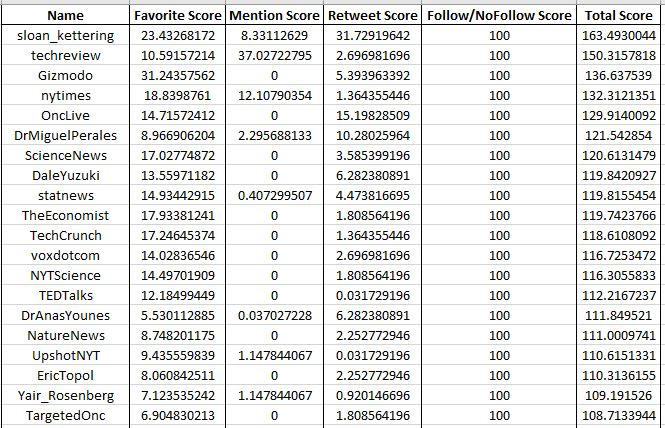 Name Favorite Score Mention Score Retweet Score Follow/NoFollow Score Total Score
sloan_kettering 23.43268172 8.33112629 31.72919642 100 163.4930044
techreview 10.59157214 37.02722795 2.696981696 100 150.3157818
Gizmodo 31.24357562 0 5.393963392 100 136.637539
nytimes 18.8398761 12.10790345 1.364355446 100 132.3121351
OncLive 14.71572412 0 15.19828509 100 129.9140092
DrMiguelPerales 8.966906204 2.295688133 10.28025964 100 121.542854
ScienceNews 17.02774872 0 3.585399196 100 120.6131479
DaleYuzuki 13.55971182 0 6.282380891 100 119.8420927
statnews 14.93442915 0.407299507 4.473816695 100 119.8155454
TheEconomist 17.93381241 0 1.808564196 100 119.7423766
TechCrunch 17.24645374 0 1.364355446 100 118.6108092
voxdotcom 14.02836546 0 2.696981696 100 116.7253472
NYTScience 14.49701909 0 1.808564196 100 116.3055833
TEDTalks 12.18499449 0 0.031729196 100 112.2167237
DrAnasYounes 5.530112885 0.037027228 6.282380891 100 111.849521
NatureNews 8.748201175 0 2.252772946 100 111.0009741
UpshotNYT 9.435559839 1.147844067 0.031729196 100 110.6151331
EricTopol 8.060842511 0 2.252772946 100 110.3136155
Yair_Rosenberg 7.123535242 1.147844067 0.920146696 100 109.191526
TargetedOnc 6.904830213 0 1.808564196 100 108.7133944